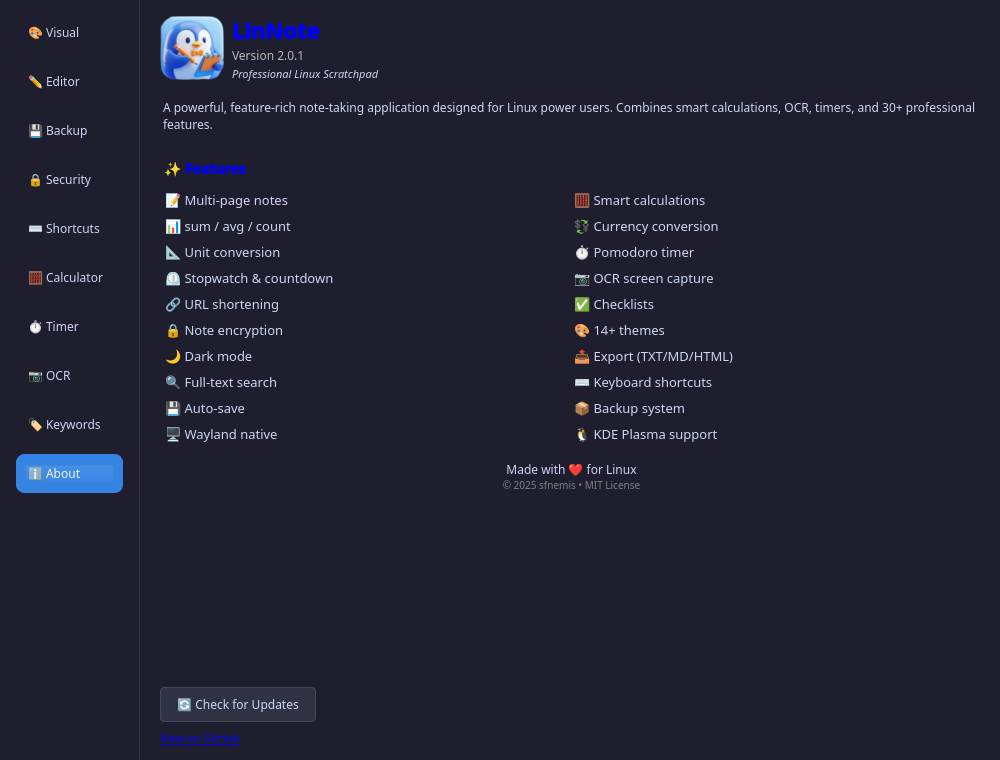 🎨 Visual
✏️ Editor
💾 Backup
🔒 Security
⌨️ Shortcuts
🧮 Calculator
⏱️ Timer
📷 OCR
🏷️ Keywords
ℹ️ About
LinNote
Version 2.0.1
Professional Linux Scratchpad
A powerful, feature-rich note-taking application designed for Linux power users. Combines smart calculations, OCR, timers, and 30+ professional
features.
✨ Features
📝 Multi-page notes
🧮 Smart calculations
📊 sum / avg / count
💱 Currency conversion
📐 Unit conversion
⏱️ Pomodoro timer
⏲️ Stopwatch & countdown
📷 OCR screen capture
🔗 URL shortening
✅ Checklists
🔒 Note encryption
🎨 14+ themes
🌙 Dark mode
📤 Export (TXT/MD/HTML)
🔍 Full-text search
⌨️ Keyboard shortcuts
💾 Auto-save
📦 Backup system
🖥️ Wayland native
🐧 KDE Plasma support
Made with ❤️ for Linux
© 2025 sfnemis • MIT License
🔄 Check for Updates
View on GitHub